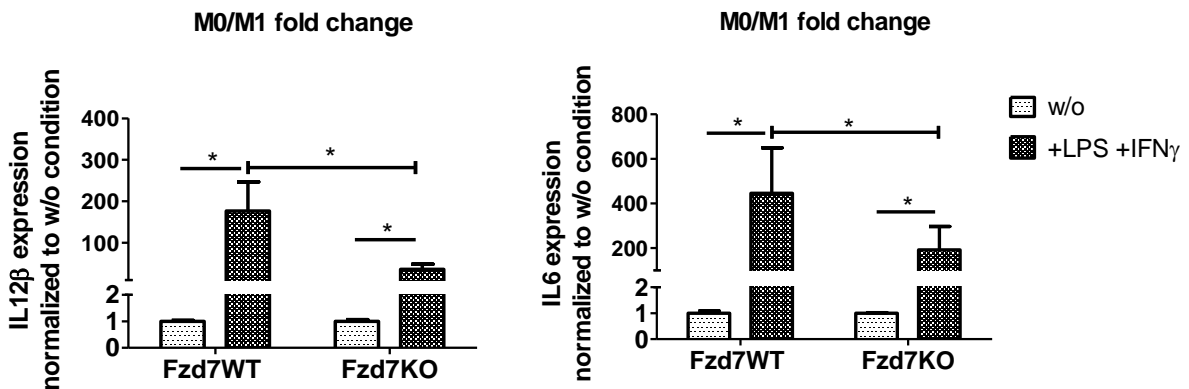 M0/M1 fold change
IL12β expression
normalized to w/o condition
400
300
200
100
2
1
0
*
*
*
Fzd7WT
Fzd7KO
M0/M1 fold change
IL6 expression
normalized to w/o condition
800
600
400
200
2
1
0
*
*
*
Fzd7WT
Fzd7KO
w/o
+LPS +IFNγ